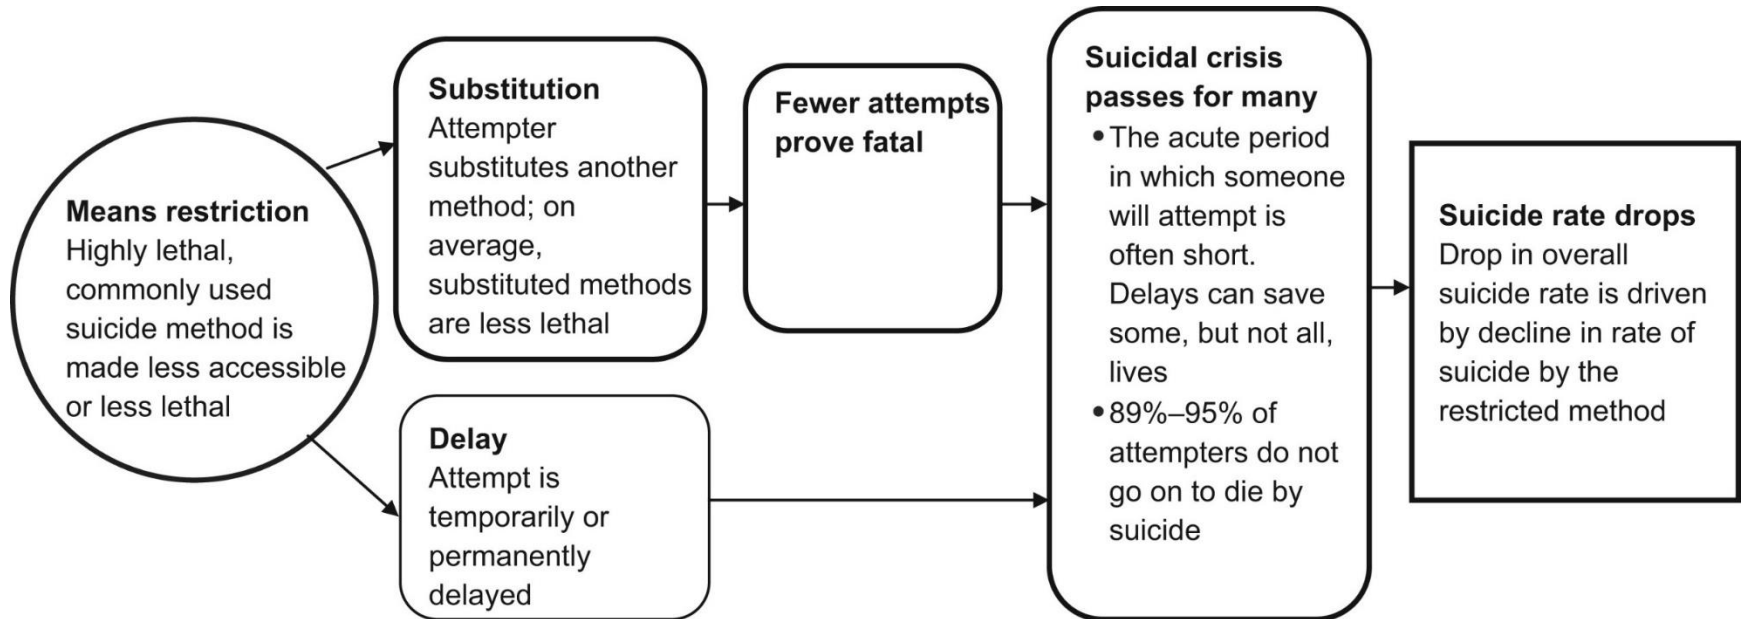 Means restriction
Highly lethal,
commonly used
suicide method is
made less accessible
or less lethal
Substitution
Attempter
substitutes another
method; on
average,
substituted methods
are less lethal
Delay
Attempt is
temporarily or
permanently
delayed
Fewer attempts
prove fatal
Suicidal crisis
passes for many
•The acute period
in which someone
will attempt is
often short.
Delays can save
some, but not all,
lives
•89%–95% of
attempters do not
go on to die by
suicide
Suicide rate drops
Drop in overall
suicide rate is driven
by decline in rate of
suicide by the
restricted method